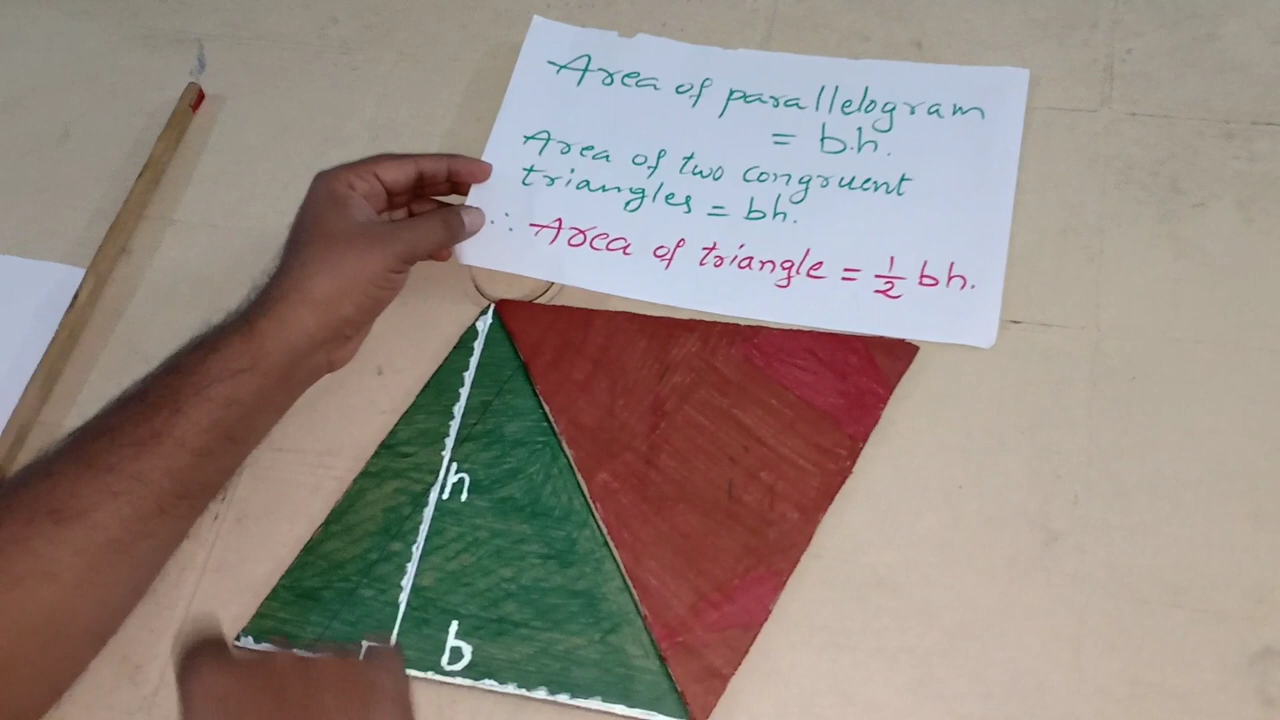 Area of parallelogram
= b.h.
Area of two congruent
triangles = bh.
∴ Area of triangle = 1/2 bh.
h
b